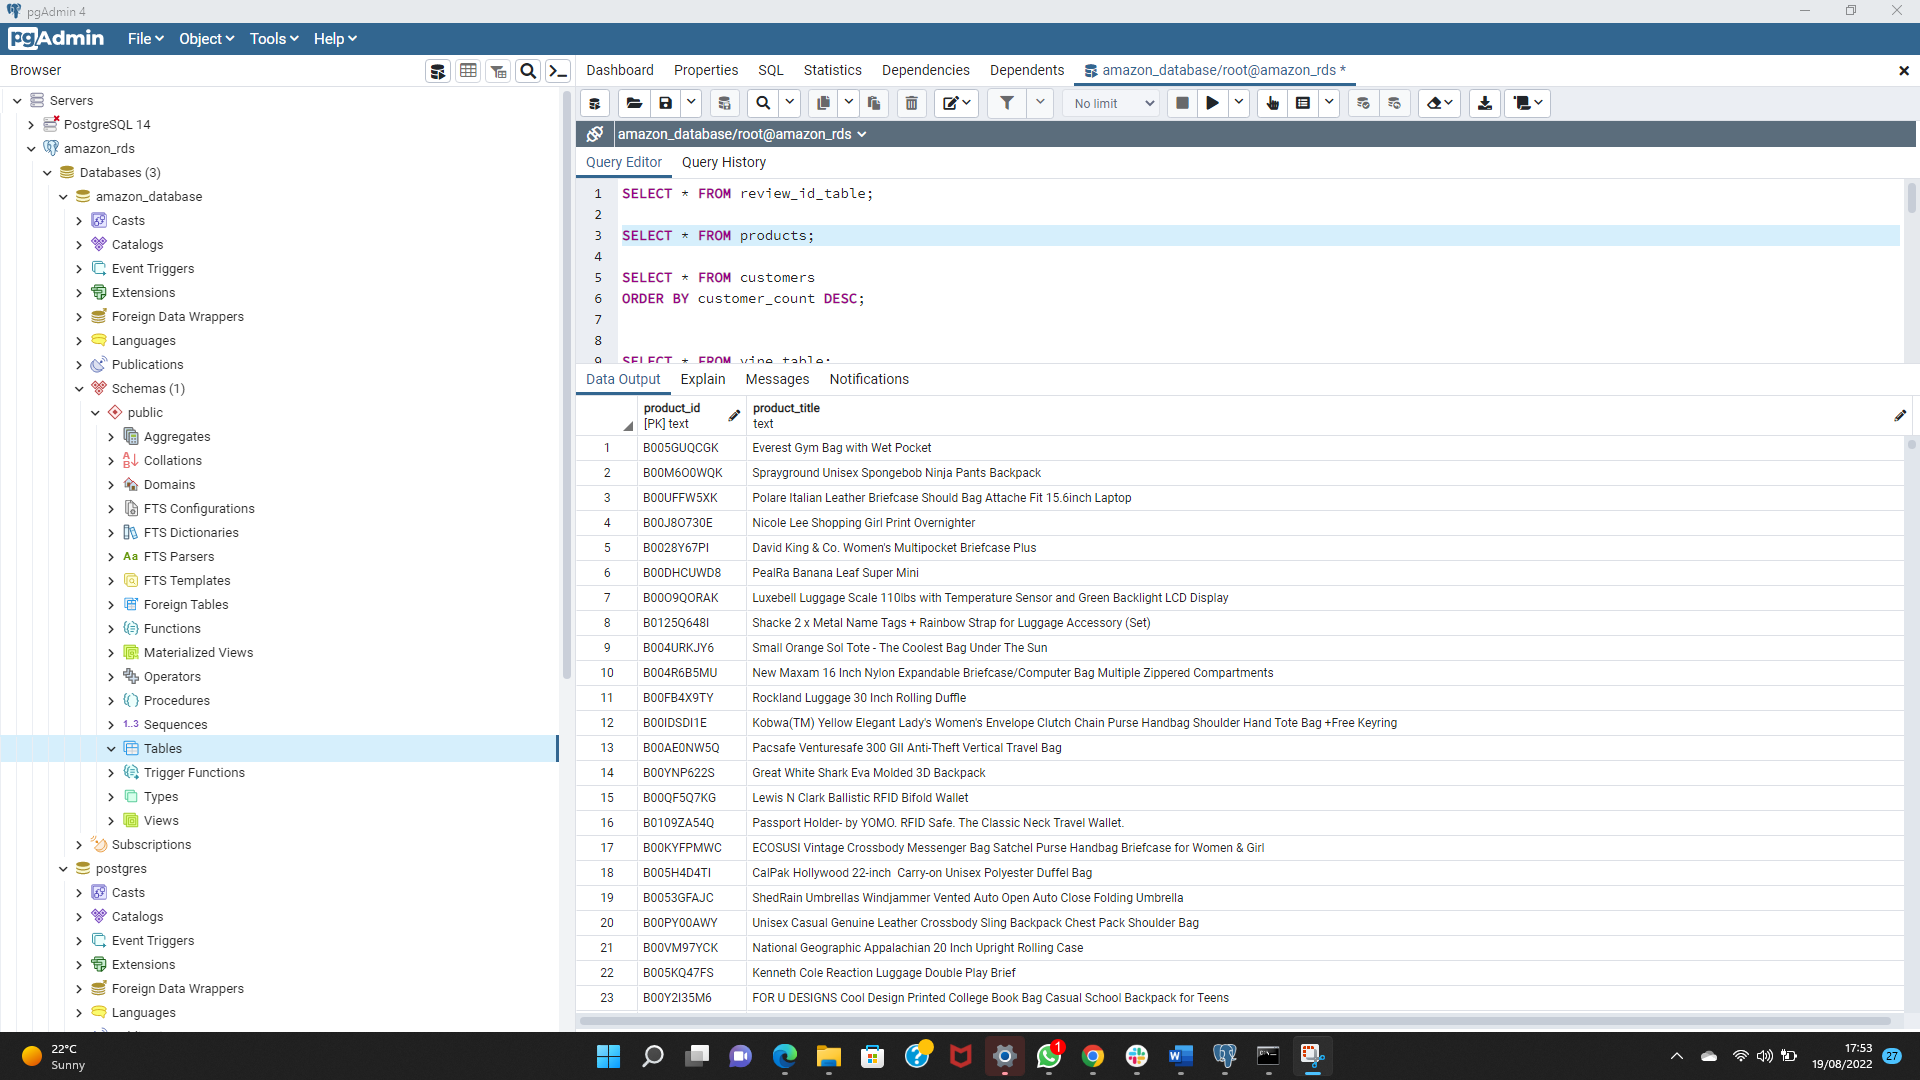 pgAdmin 4
pgAdmin File Object Tools Help
Browser
Dashboard Properties SQL Statistics Dependencies Dependents amazon_database/root@amazon_rds *
No limit
amazon_database/root@amazon_rds
Query Editor Query History
Servers
PostgreSQL 14
amazon_rds
Databases (3)
amazon_database
Casts
Catalogs
Event Triggers
Extensions
Foreign Data Wrappers
Languages
Publications
Schemas (1)
public
Aggregates
Collations
Domains
FTS Configurations
FTS Dictionaries
Aa FTS Parsers
FTS Templates
Foreign Tables
Functions
Materialized Views
Operators
Procedures
1..3 Sequences
Tables
Trigger Functions
Types
Views
Subscriptions
postgres
Casts
Catalogs
Event Triggers
Extensions
Foreign Data Wrappers
Languages
1 SELECT * FROM review_id_table;
2
3 SELECT * FROM products;
4
5 SELECT * FROM customers
6 ORDER BY customer_count DESC;
7
8
9 SELECT * FROM vine_table;
Data Output Explain Messages Notifications
product_id product_title
[PK] text text
1 B005GUQCGK Everest Gym Bag with Wet Pocket
2 B00M6O0WQK Sprayground Unisex Spongebob Ninja Pants Backpack
3 B00UFFW5XK Polare Italian Leather Briefcase Should Bag Attache Fit 15.6inch Laptop
4 B00J8O730E Nicole Lee Shopping Girl Print Overnighter
5 B0028Y67PI David King & Co. Women's Multipocket Briefcase Plus
6 B00DHCUWD8 PealRa Banana Leaf Super Mini
7 B00O9QORAK Luxebell Luggage Scale 110lbs with Temperature Sensor and Green Backlight LCD Display
8 B0125Q648I Shacke 2 x Metal Name Tags + Rainbow Strap for Luggage Accessory (Set)
9 B004URKJY6 Small Orange Sol Tote - The Coolest Bag Under The Sun
10 B004R6B5MU New Maxam 16 Inch Nylon Expandable Briefcase/Computer Bag Multiple Zippered Compartments
11 B00FB4X9TY Rockland Luggage 30 Inch Rolling Duffle
12 B00IDSDI1E Kobwa(TM) Yellow Elegant Lady's Women's Envelope Clutch Chain Purse Handbag Shoulder Hand Tote Bag +Free Keyring
13 B00AE0NW5Q Pacsafe Venturesafe 300 GII Anti-Theft Vertical Travel Bag
14 B00YNP622S Great White Shark Eva Molded 3D Backpack
15 B00QF5Q7KG Lewis N Clark Ballistic RFID Bifold Wallet
16 B0109ZA54Q Passport Holder- by YOMO. RFID Safe. The Classic Neck Travel Wallet.
17 B00KYFPMWC ECOSUSI Vintage Crossbody Messenger Bag Satchel Purse Handbag Briefcase for Women & Girl
18 B005H4D4TI CalPak Hollywood 22-inch  Carry-on Unisex Polyester Duffel Bag
19 B0053GFAJC ShedRain Umbrellas Windjammer Vented Auto Open Auto Close Folding Umbrella
20 B00PY00AWY Unisex Casual Genuine Leather Crossbody Sling Backpack Chest Pack Shoulder Bag
21 B00VM97YCK National Geographic Appalachian 20 Inch Upright Rolling Case
22 B005KQ47FS Kenneth Cole Reaction Luggage Double Play Brief
23 B00Y2I35M6 FOR U DESIGNS Cool Design Printed College Book Bag Casual School Backpack for Teens
22°C
Sunny
1
17:53
19/08/2022
27